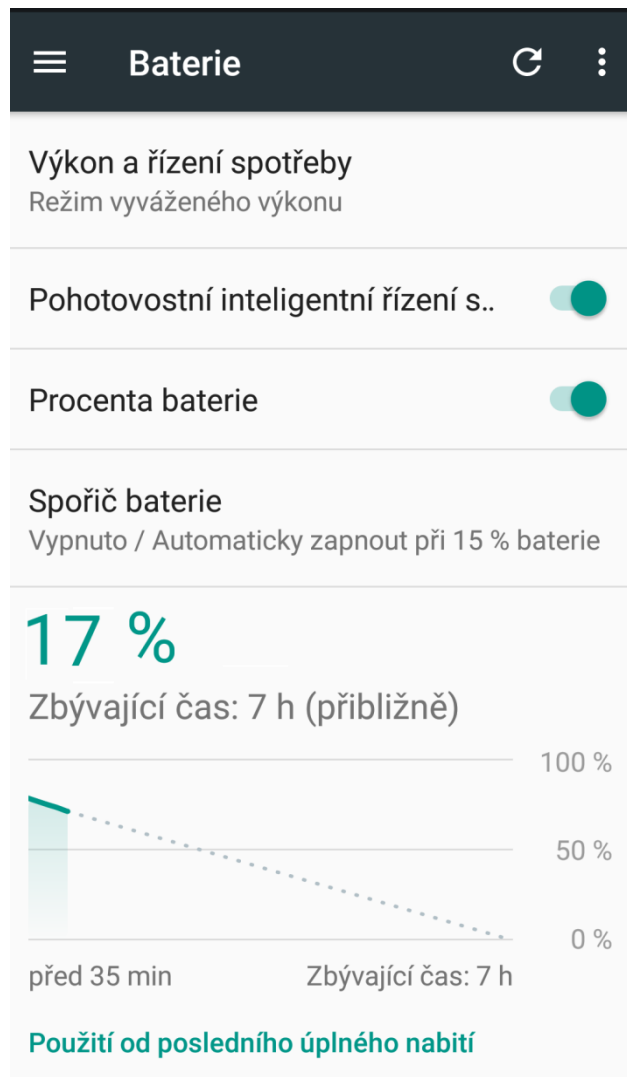 Baterie
Výkon a řízení spotřeby
Režim vyváženého výkonu
Pohotovostní inteligentní řízení s..
Procenta baterie
Spořič baterie
Vypnuto / Automaticky zapnout při 15 % baterie
17 %
Zbývající čas: 7 h (přibližně)
100 %
50 %
0 %
před 35 min Zbývající čas: 7 h
Použití od posledního úplného nabití